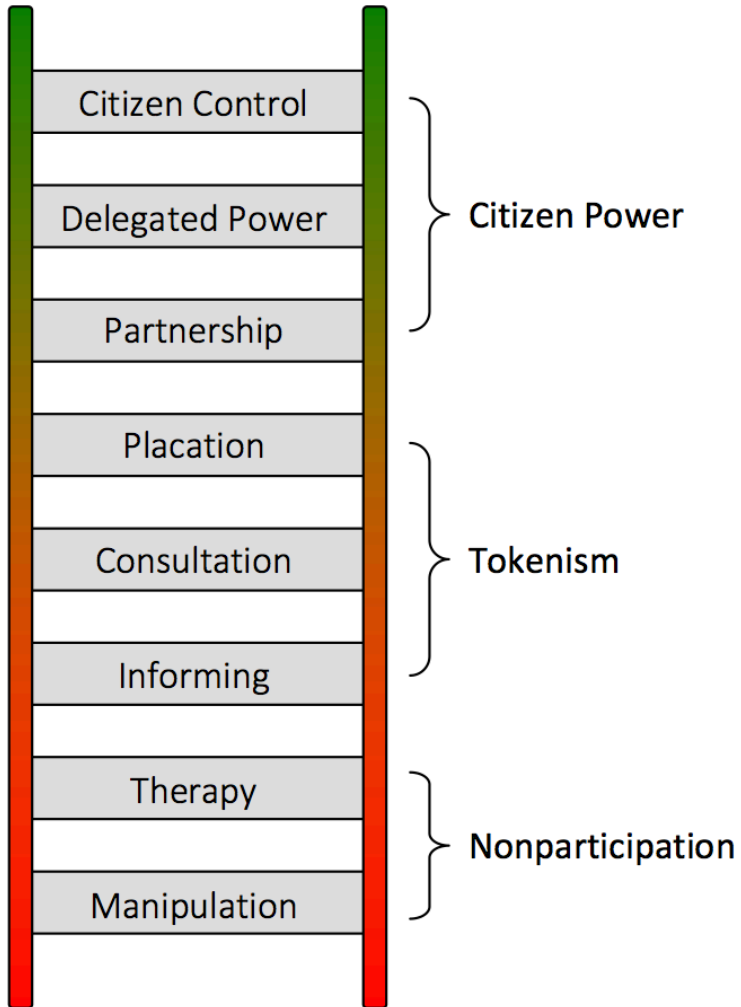 Citizen Control
Delegated Power
Partnership
Citizen Power
Placation
Consultation
Informing
Tokenism
Therapy
Manipulation
Nonparticipation